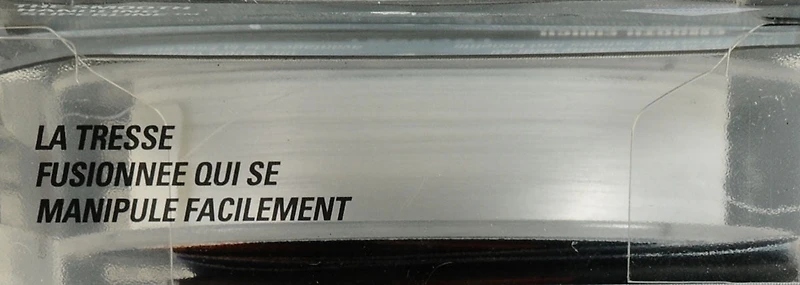 LA TRESSE
FUSIONNEE QUI SE
MANIPULE FACILEMENT